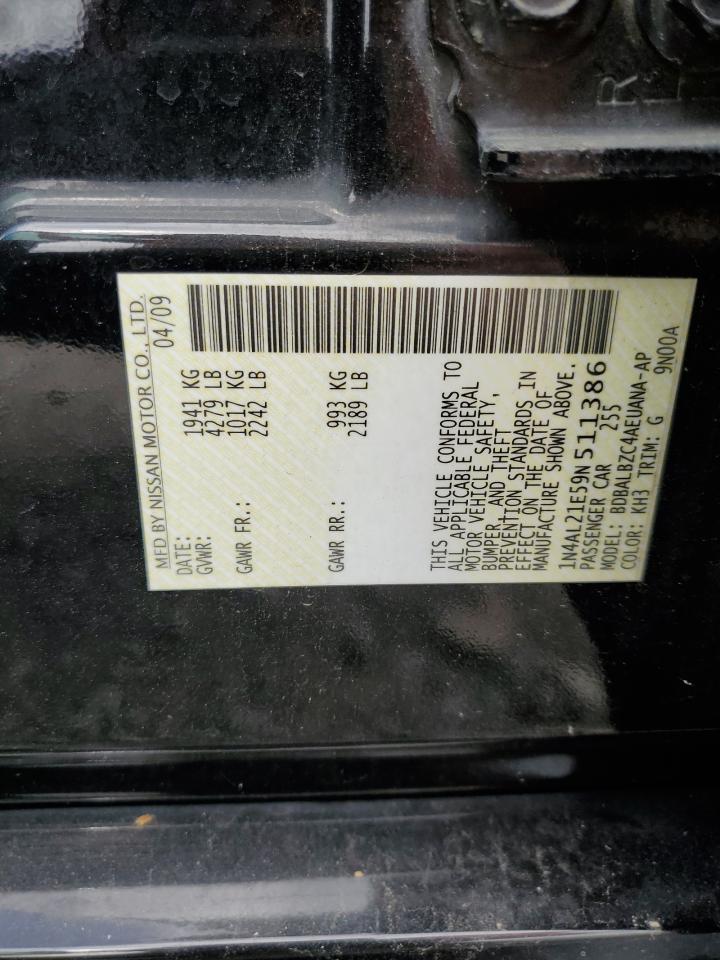 MFD BY NISSAN MOTOR CO., LTD.
DATE: 04/09
GVWR: 1941 KG
4279 LB
GAWR FR.: 1017 KG
2242 LB
GAWR RR.: 993 KG
2189 LB
THIS VEHICLE CONFORMS TO
ALL APPLICABLE FEDERAL
MOTOR VEHICLE SAFETY,
BUMPER, AND THEFT
PREVENTION STANDARDS IN
EFFECT ON THE DATE OF
MANUFACTURE SHOWN ABOVE.
1N4AL21E59N511386
PASSENGER CAR 255
MODEL: BDBALBZC4AEUANA-AP
COLOR: KH3 TRIM: G 9N00A
R
L